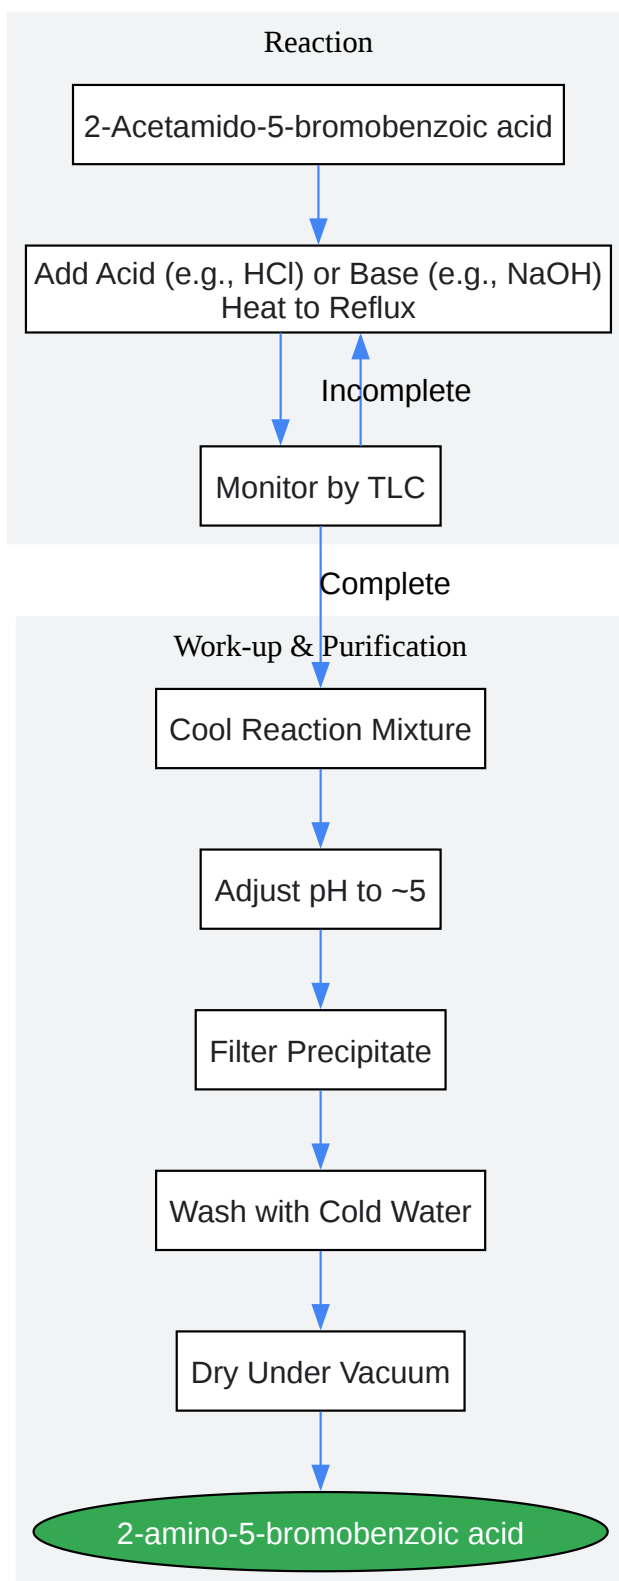 Reaction
2-Acetamido-5-bromobenzoic acid
Add Acid (e.g., HCl) or Base (e.g., NaOH)
Heat to Reflux
Incomplete
Monitor by TLC
Complete
Work-up & Purification
Cool Reaction Mixture
Adjust pH to ~5
Filter Precipitate
Wash with Cold Water
Dry Under Vacuum
2-amino-5-bromobenzoic acid